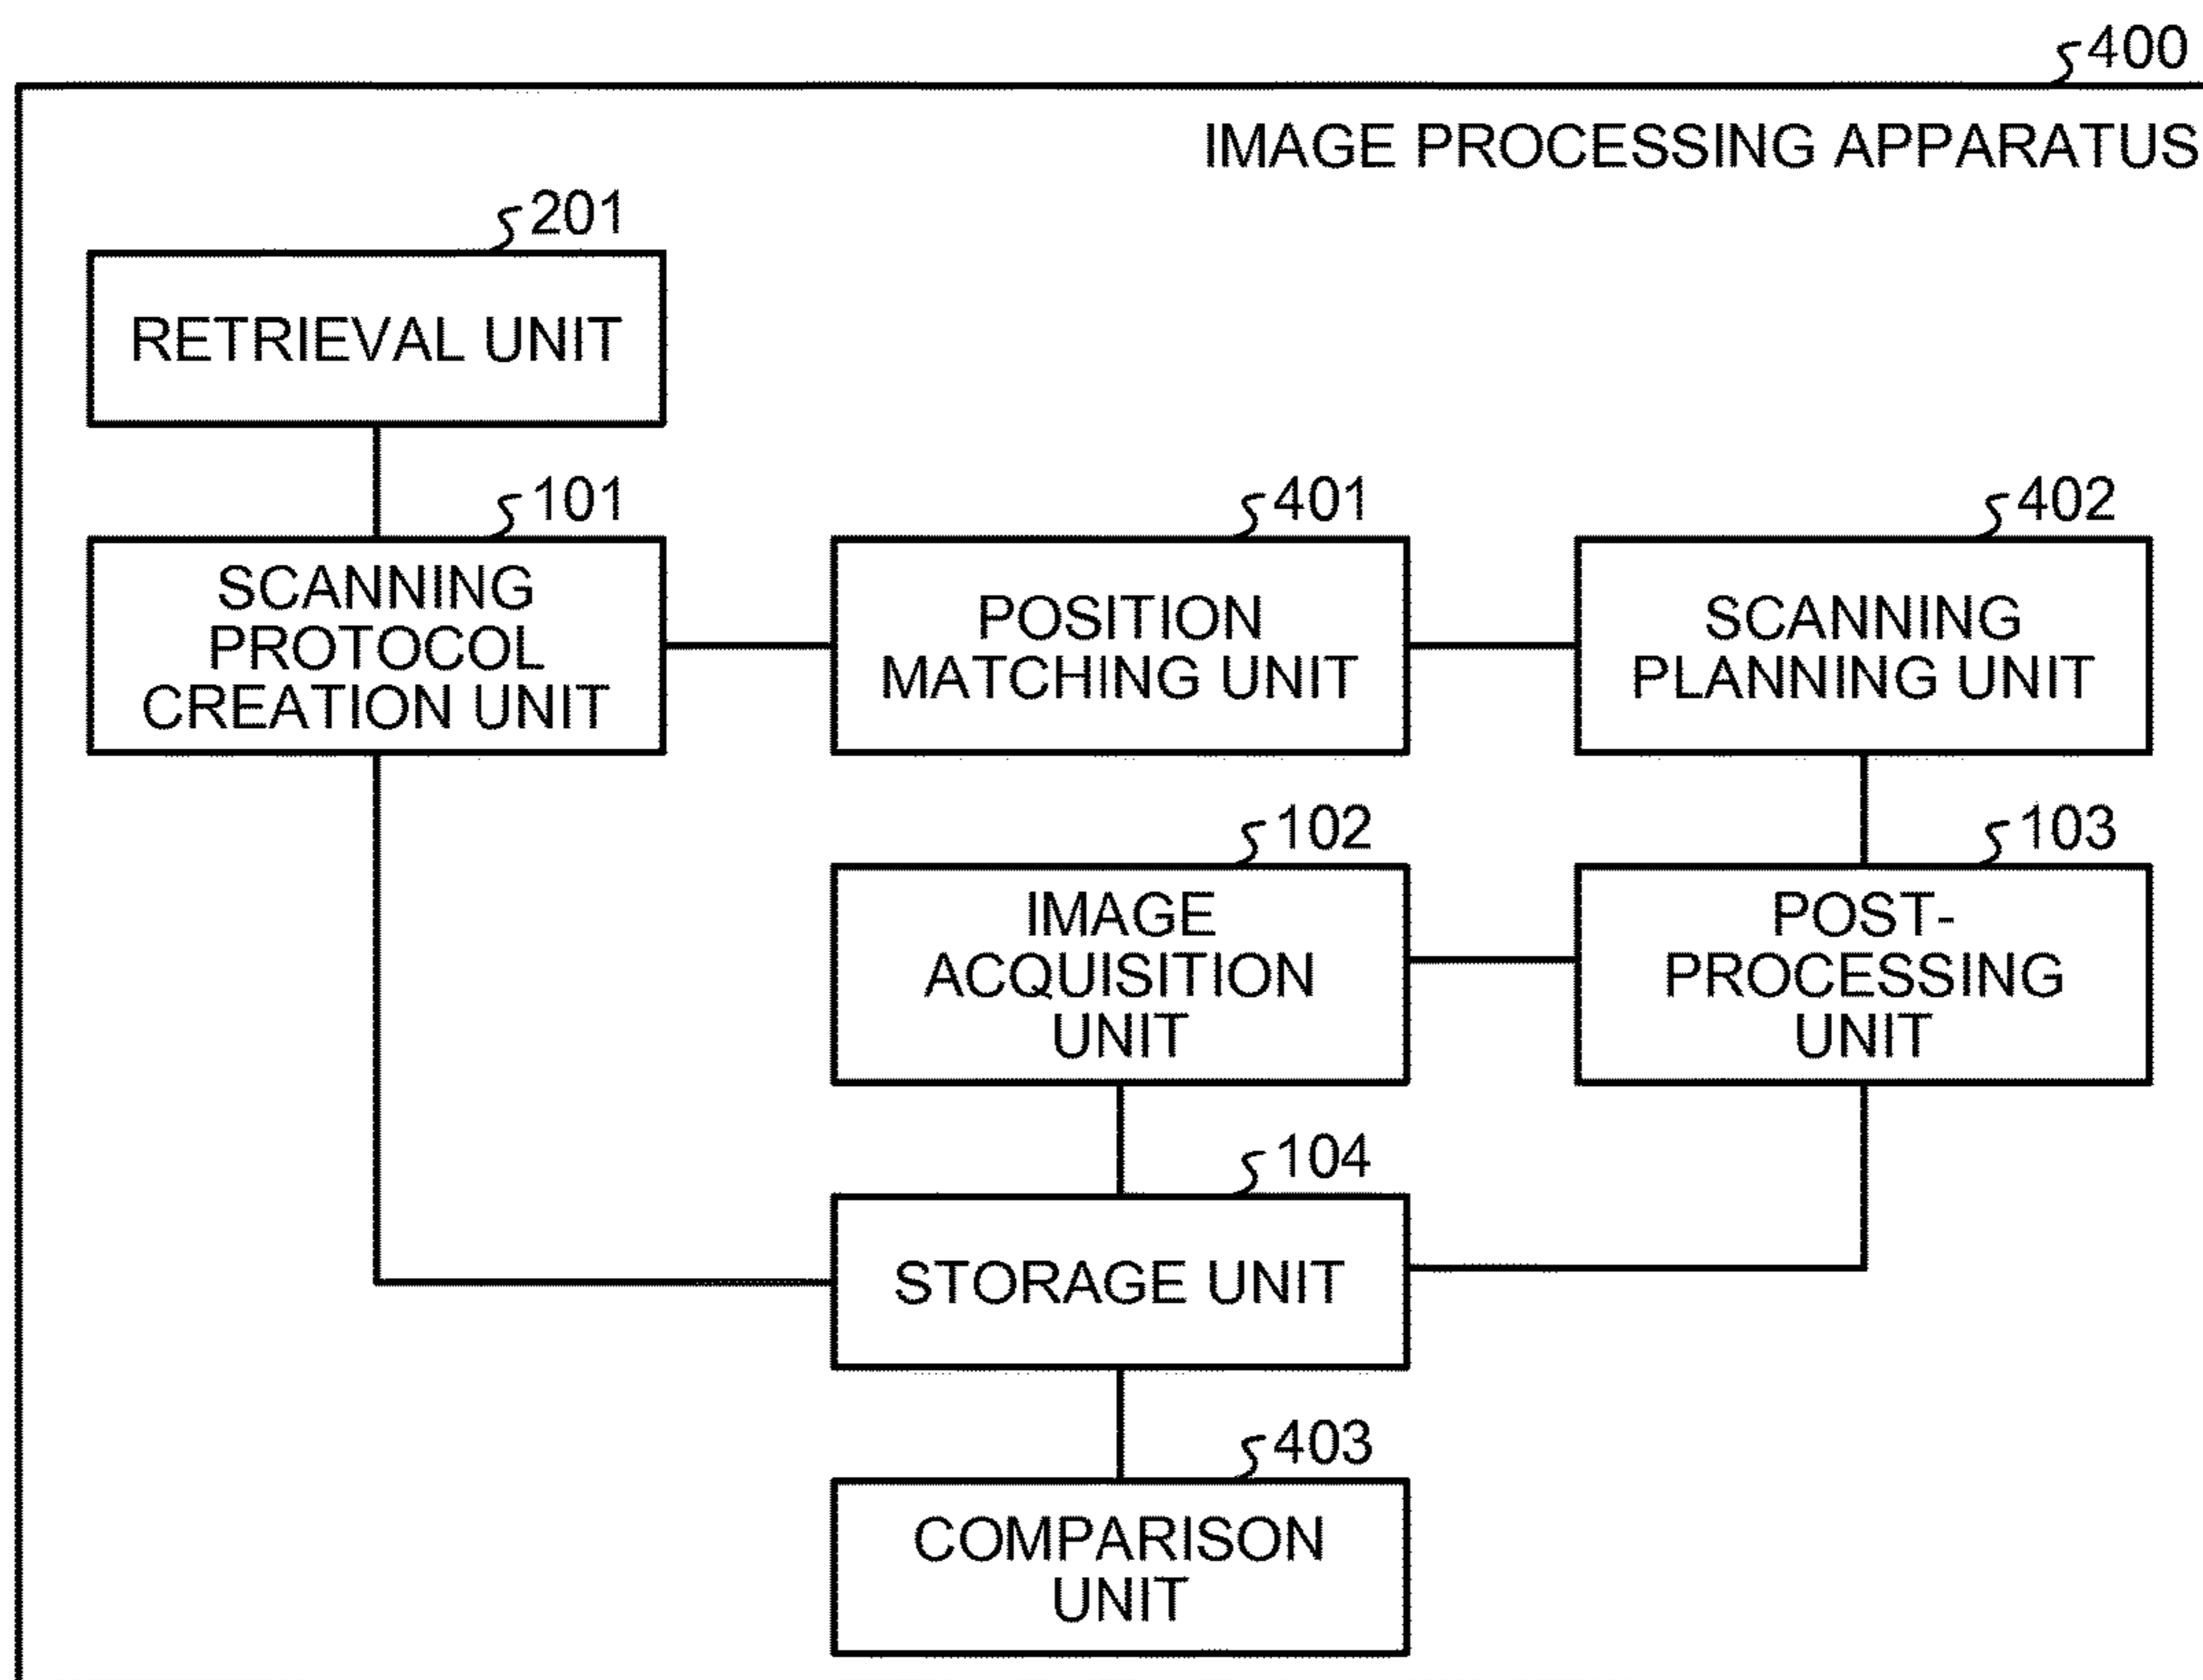 400
IMAGE PROCESSING APPARATUS
201
RETRIEVAL UNIT
101
SCANNING
PROTOCOL
CREATION UNIT
401
POSITION
MATCHING UNIT
402
SCANNING
PLANNING UNIT
102
IMAGE
ACQUISITION
UNIT
103
POST-
PROCESSING
UNIT
104
STORAGE UNIT
403
COMPARISON
UNIT